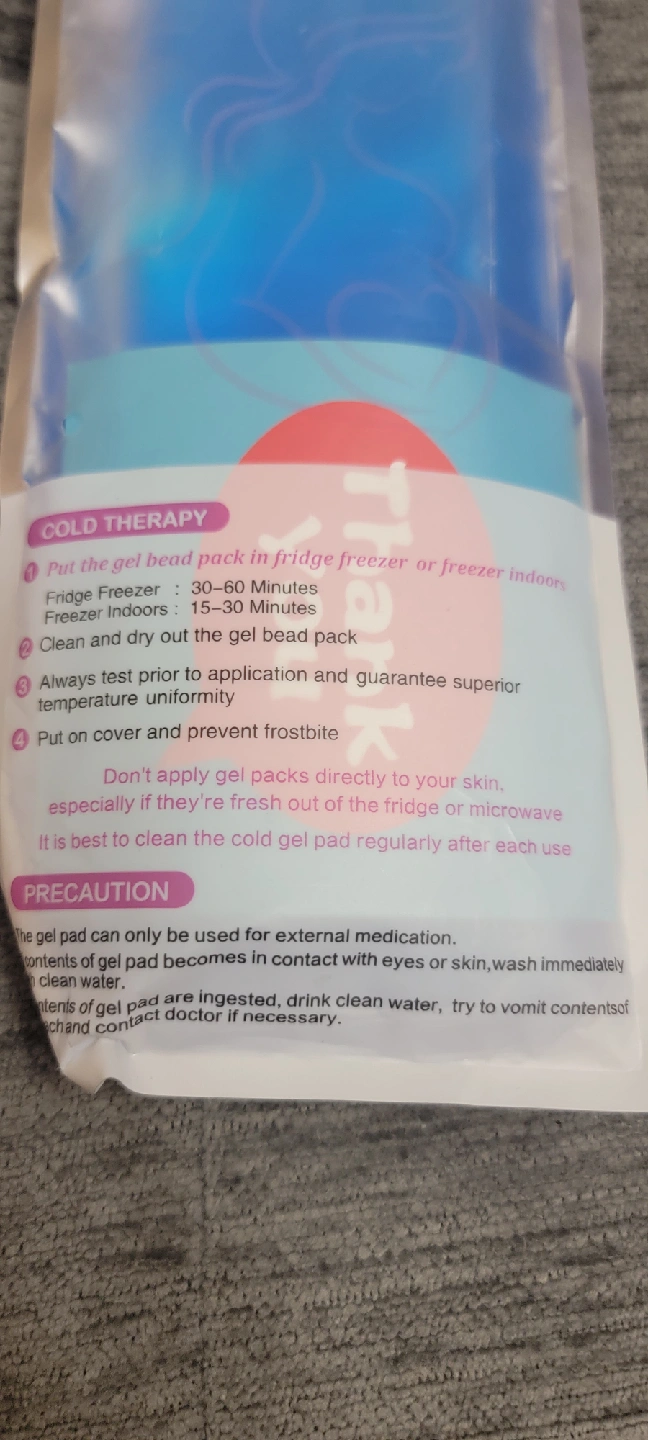 COLD THERAPY
1 Put the gel bead pack in fridge freezer or freezer indoors
Fridge Freezer : 30–60 Minutes
Freezer Indoors : 15–30 Minutes
2 Clean and dry out the gel bead pack
3 Always test prior to application and guarantee superior
temperature uniformity
4 Put on cover and prevent frostbite
Don't apply gel packs directly to your skin,
especially if they're fresh out of the fridge or microwave
It is best to clean the cold gel pad regularly after each use
PRECAUTION
The gel pad can only be used for external medication.
contents of gel pad becomes in contact with eyes or skin,wash immediately
clean water.
of gel pad are ingested, drink clean water, try to vomit contentsof
and contact doctor if necessary.
Thank
you